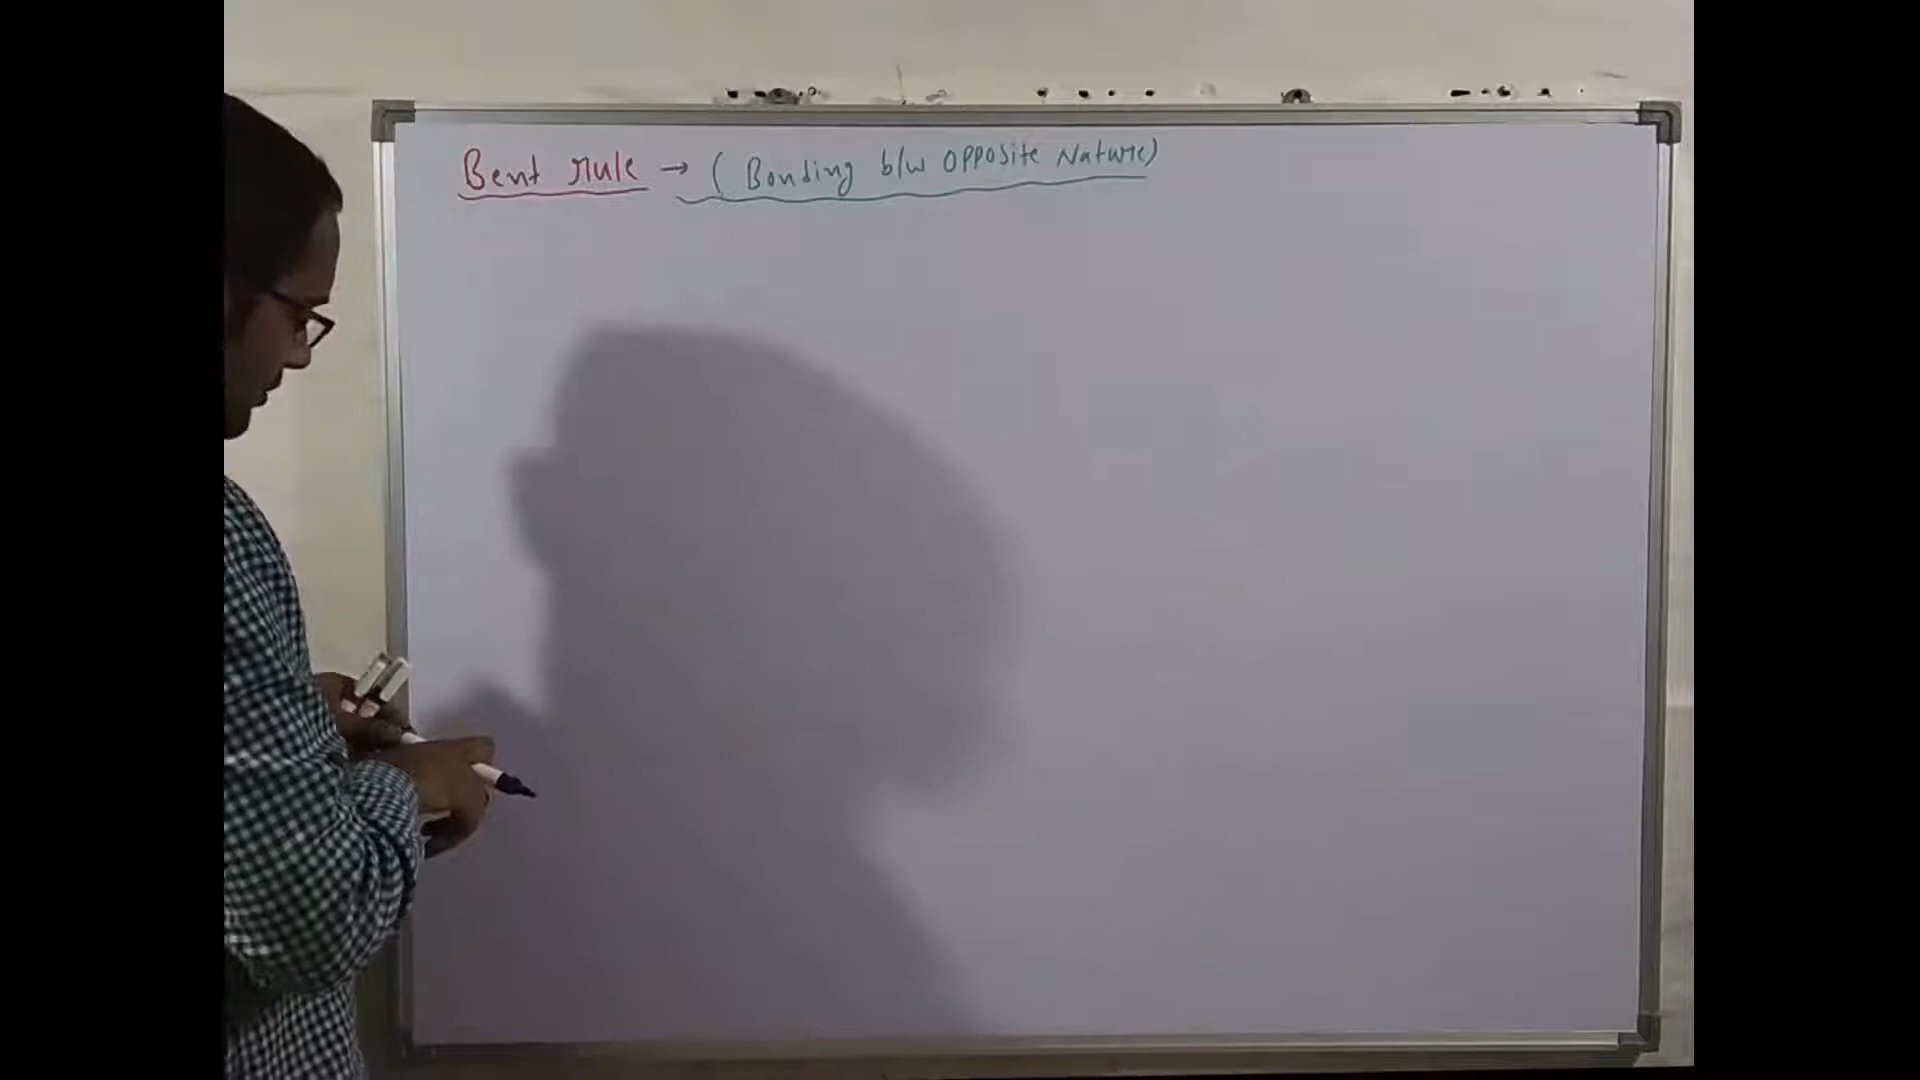 Bent rule → ( Bonding b/w opposite Nature)